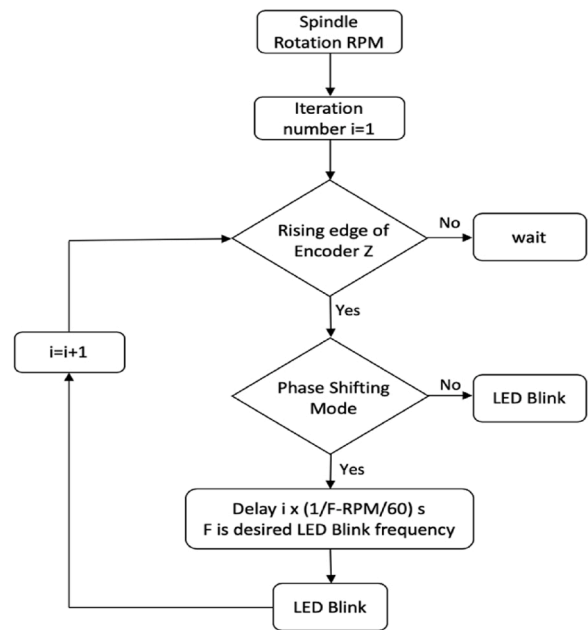 Spindle
Rotation RPM
Iteration
number i=1
Rising edge of
Encoder Z
No
wait
Yes
i=i+1
Phase Shifting
Mode
No
LED Blink
Yes
Delay i x (1/F-RPM/60) s
F is desired LED Blink frequency
LED Blink